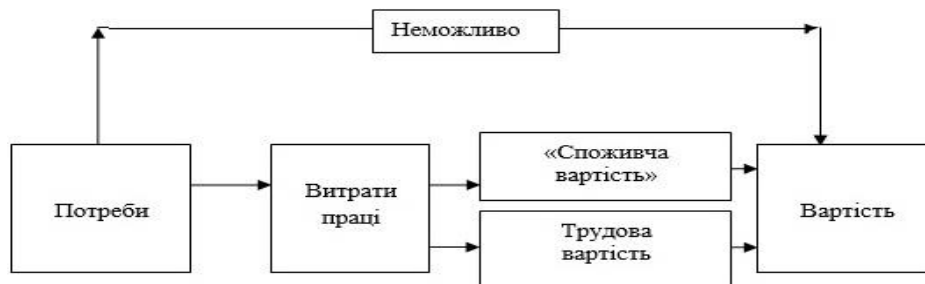 Неможливо
Потреби
Витрати
праці
«Споживча
вартість»
Трудова
вартість
Вартість